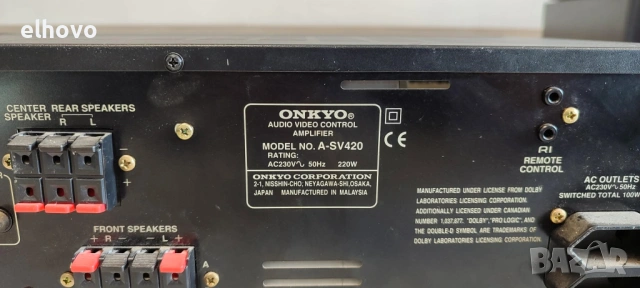 elhovo
CENTER REAR SPEAKERS
SPEAKER R L
ONKYO®
AUDIO VIDEO CONTROL
AMPLIFIER
MODEL NO. A-SV420
RATING:
AC230V~ 50Hz 220W
ONKYO CORPORATION
2-1, NISSHIN-CHO, NEYAGAWA-SHI, OSAKA,
JAPAN MANUFACTURED IN MALAYSIA
CE
RI
REMOTE
CONTROL
MANUFACTURED UNDER LICENSE FROM DOLBY
LABORATORIES LICENSING CORPORATION.
ADDITIONALLY LICENSED UNDER CANADIAN
NUMBER 1,037,877. "DOLBY", "PRO LOGIC", AND
THE DOUBLE-D SYMBOL ARE TRADEMARKS OF
DOLBY LABORATORIES LICENSING CORPORATION.
AC OUTLETS
AC230V~ 50Hz
SWITCHED TOTAL 100W
FRONT SPEAKERS
+ R - - L +
A
bazar